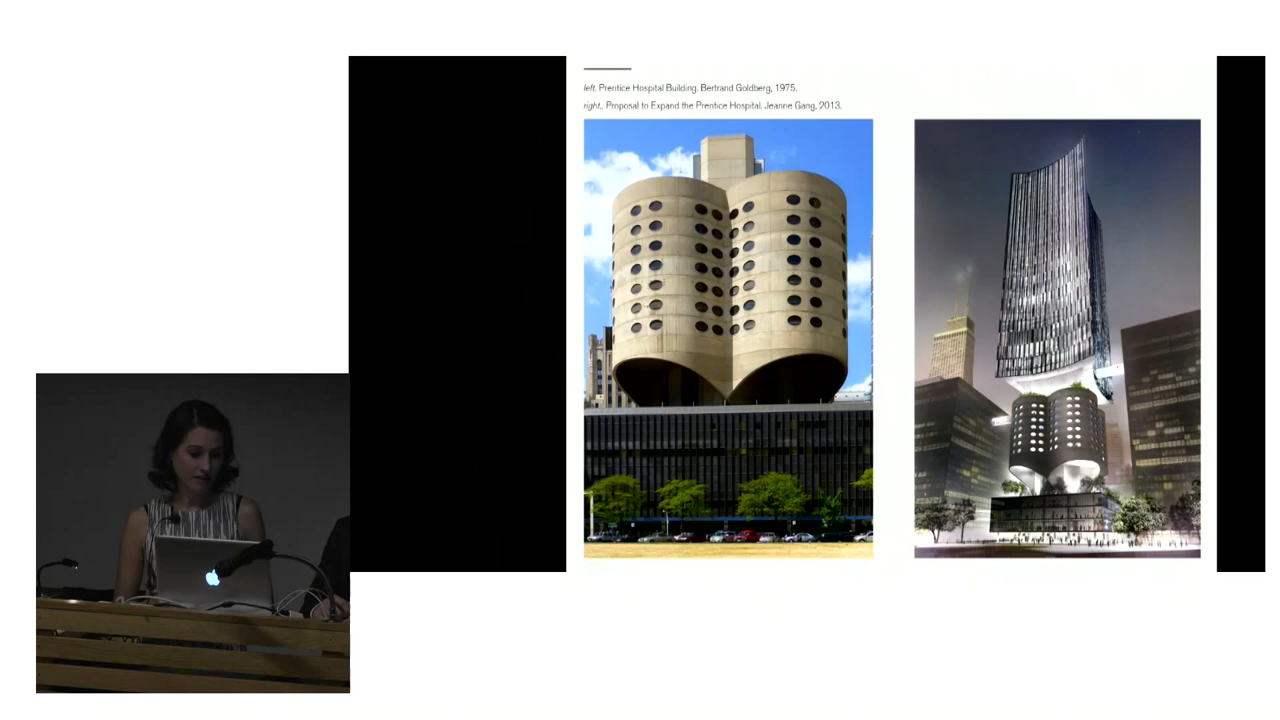 left. Prentice Hospital Building. Bertrand Goldberg, 1975.
right,. Proposal to Expand the Prentice Hospital. Jeanne Gang, 2013.